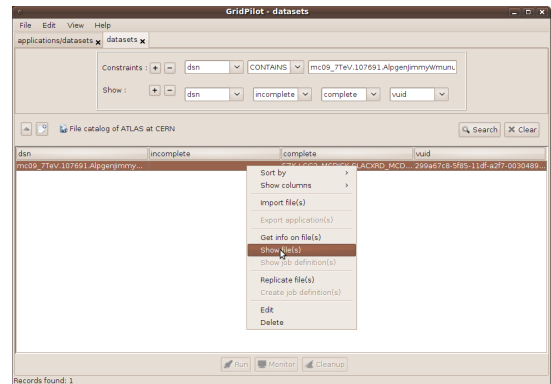 GridPilot - datasets
File Edit View Help
applications/datasets x datasets x
Constraints : + − dsn CONTAINS mc09_7TeV.107691.AlpgenJimmyWmunu
Show : + − dsn incomplete complete vuid
File catalog of ATLAS at CERN Search Clear
dsn incomplete complete vuid
mc09_7TeV.107691.AlpgenJimmy... SLACXRD_MCD... 299a67c8-5f85-11df-a2f7-0030489...
Sort by ›
Show columns ›
Import file(s)
Export application(s)
Get info on file(s)
Show file(s)
Show job definition(s)
Replicate file(s)
Create job definition(s)
Edit
Delete
Run Monitor Cleanup
Records found: 1